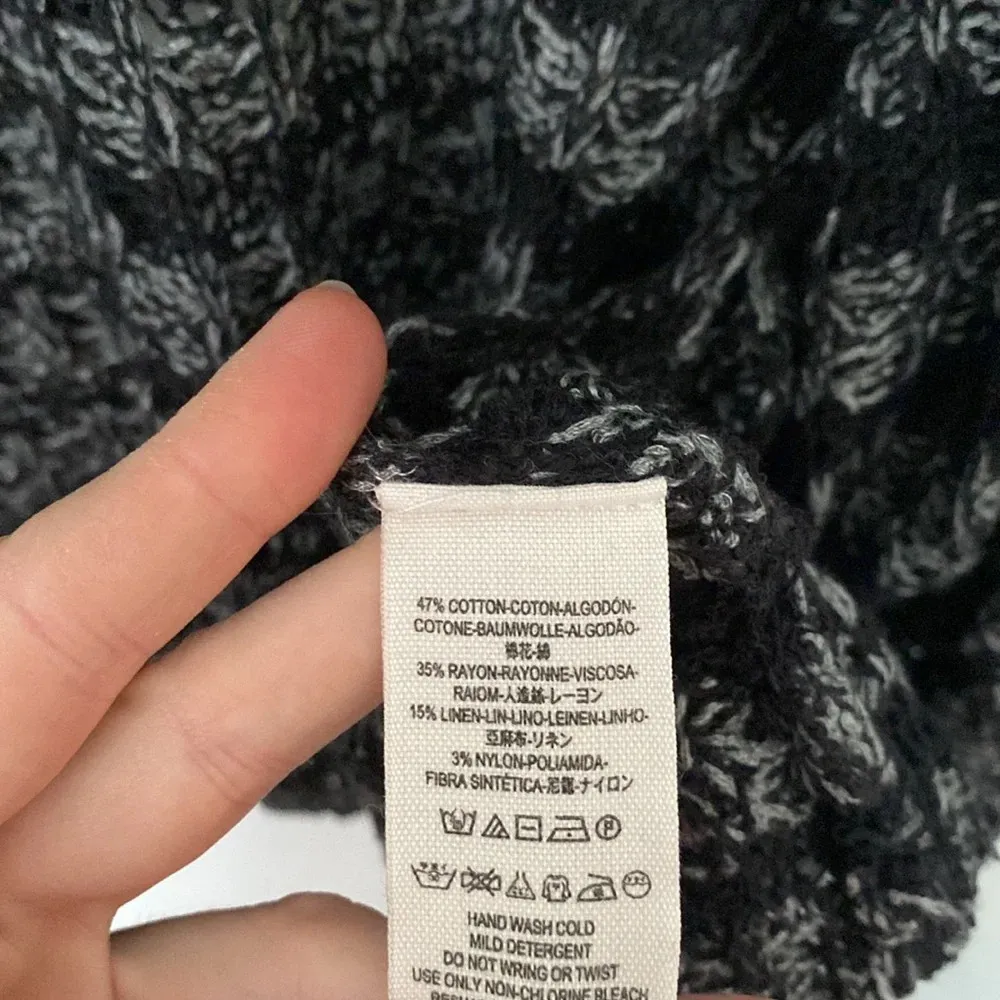 47% COTTON-COTON-ALGODÓN-
COTONE-BAUMWOLLE-ALGODÃO-
棉花-綿
35% RAYON-RAYONNE-VISCOSA-
RAIOM-人造絲-レーヨン
15% LINEN-LIN-LINO-LEINEN-LINHO-
亞麻布-リネン
3% NYLON-POLIAMIDA-
FIBRA SINTÉTICA-尼龍-ナイロン
P
HAND WASH COLD
MILD DETERGENT
DO NOT WRING OR TWIST
USE ONLY NON-CHLORINE BLEACH